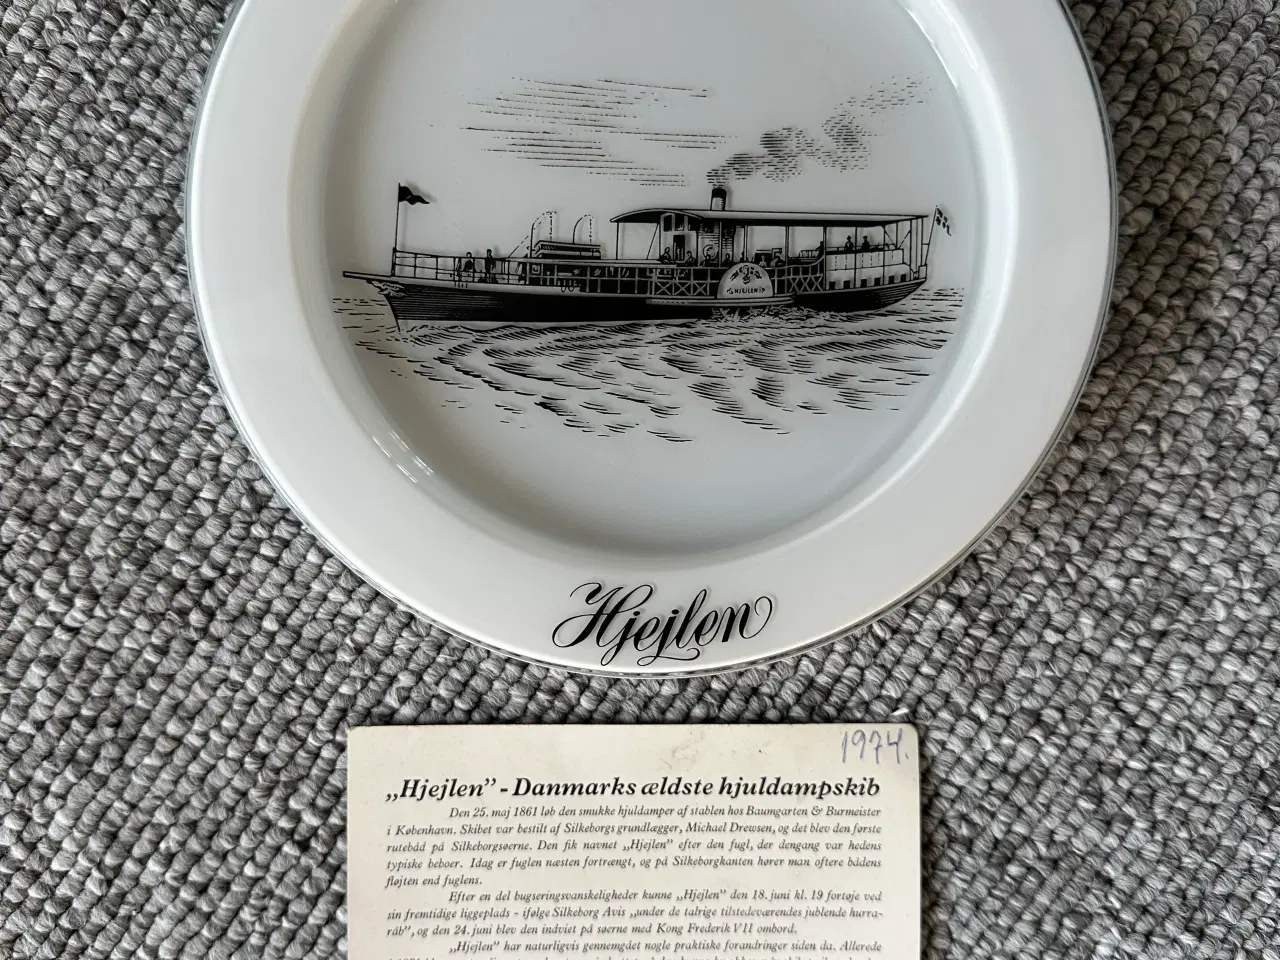 HJEJLEN
Hjejlen
1974.
„Hjejlen” - Danmarks ældste hjuldampskib
Den 25. maj 1861 løb den smukke hjuldamper af stablen hos Baumgarten & Burmeister
i København. Skibet var bestilt af Silkeborgs grundlægger, Michael Drewsen, og det blev den første
rutebåd på Silkeborgsøerne. Den fik navnet „Hjejlen” efter den fugl, der dengang var hedens
typiske beboer. Idag er fuglen næsten fortrængt, og på Silkeborgkanten hører man oftere bådens
fløjten end fuglens.
Efter en del bugseringsvanskeligheder kunne „Hjejlen” den 18. juni kl. 19 fortøje ved
sin fremtidige liggeplads - ifølge Silkeborg Avis „under de talrige tilstedeværendes jublende hurra-
råb”, og den 24. juni blev den indviet på søerne med Kong Frederik VII ombord.
„Hjejlen” har naturligvis gennemgået nogle praktiske forandringer siden da. Allerede